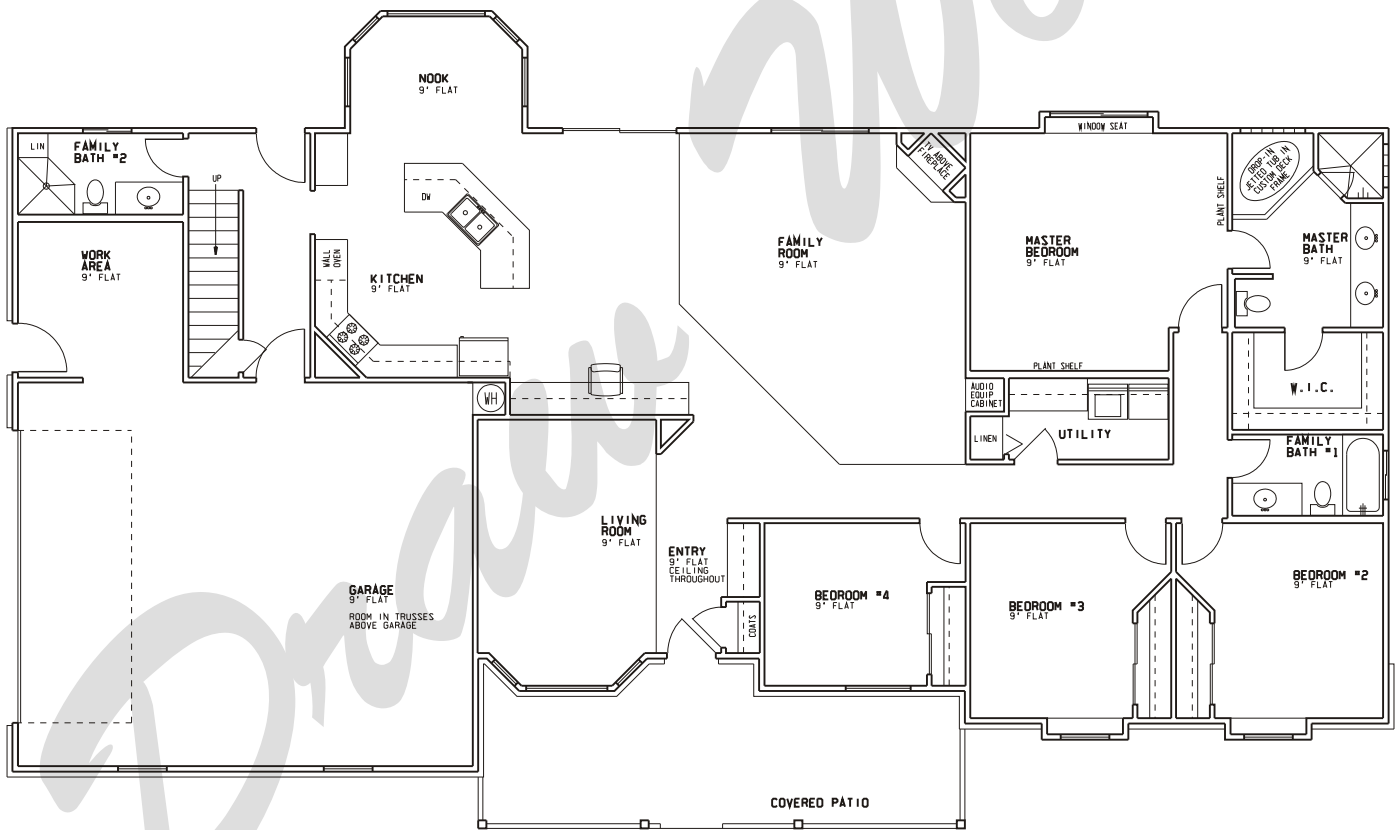 NOOK
9' FLAT
WINDOW SEAT
LIN
FAMILY
BATH #2
UP
DW
TV ABOVE
FIREPLACE
DROP-IN
JETTED TUB IN
CUSTOM DECK
FRAME
PLANT SHELF
WORK
AREA
9' FLAT
WALL
OVEN
KITCHEN
9' FLAT
FAMILY
ROOM
9' FLAT
MASTER
BEDROOM
9' FLAT
MASTER
BATH
9' FLAT
PLANT SHELF
WH
AUDIO
EQUIP
CABINET
W.I.C.
LINEN
UTILITY
FAMILY
BATH #1
LIVING
ROOM
9' FLAT
ENTRY
9' FLAT
CEILING
THROUGHOUT
COATS
GARAGE
9' FLAT
ROOM IN TRUSSES
ABOVE GARAGE
BEDROOM #4
9' FLAT
BEDROOM #3
9' FLAT
BEDROOM #2
9' FLAT
COVERED PATIO
Draw Wo